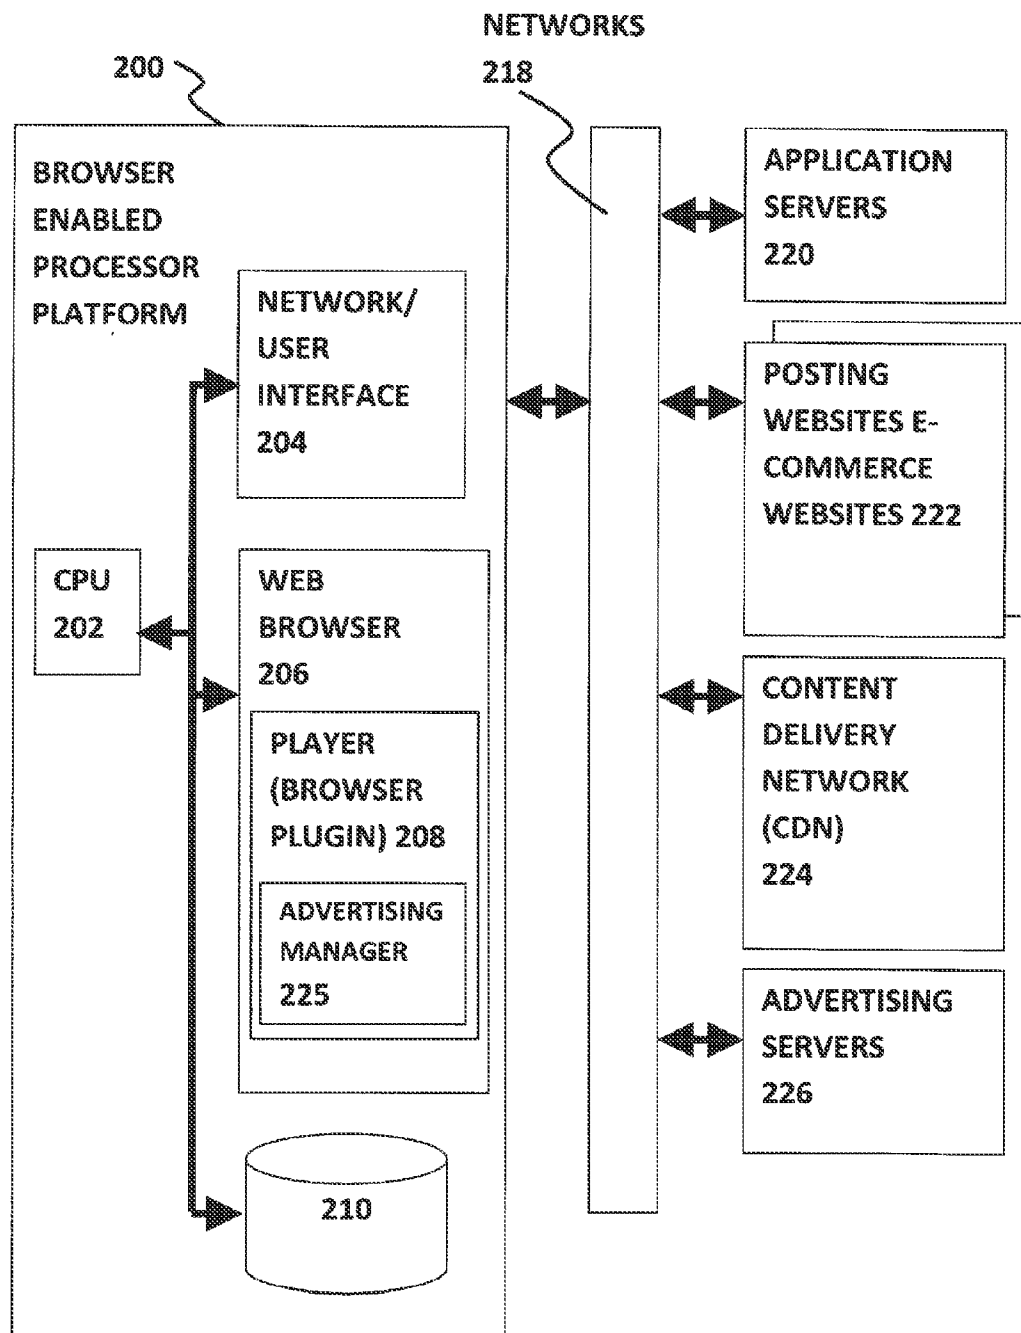 NETWORKS
218
200
BROWSER
ENABLED
PROCESSOR
PLATFORM
NETWORK/
USER
INTERFACE
204
CPU
202
WEB
BROWSER
206
PLAYER
(BROWSER
PLUGIN) 208
ADVERTISING
MANAGER
225
210
APPLICATION
SERVERS
220
POSTING
WEBSITES E-
COMMERCE
WEBSITES 222
CONTENT
DELIVERY
NETWORK
(CDN)
224
ADVERTISING
SERVERS
226